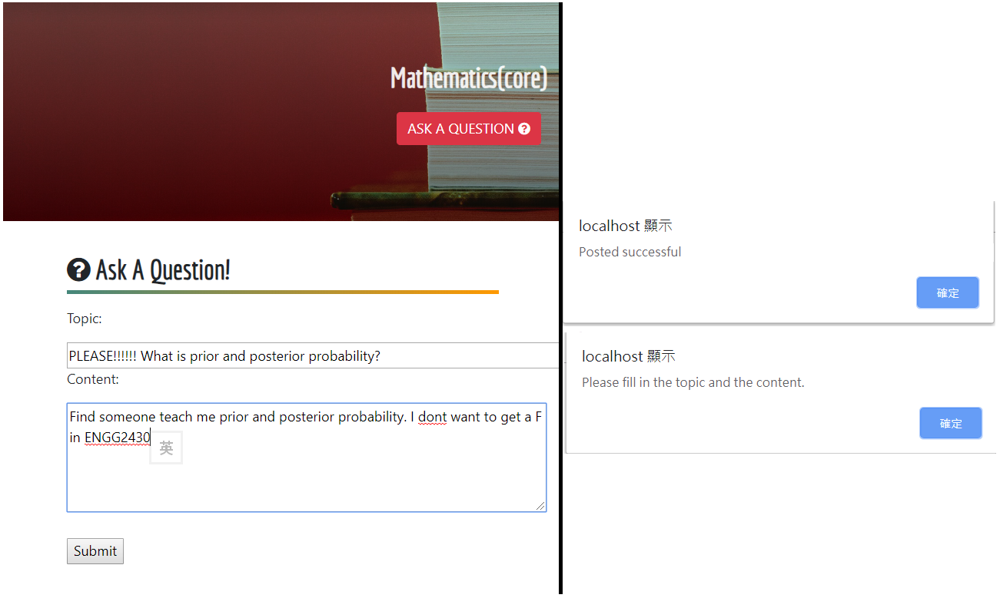 Mathematics(core)
ASK A QUESTION
Ask A Question!
Topic:
PLEASE!!!!!! What is prior and posterior probability?
Content:
Find someone teach me prior and posterior probability. I dont want to get a F
in ENGG2430
英
Submit
localhost 顯示
Posted successful
確定
localhost 顯示
Please fill in the topic and the content.
確定